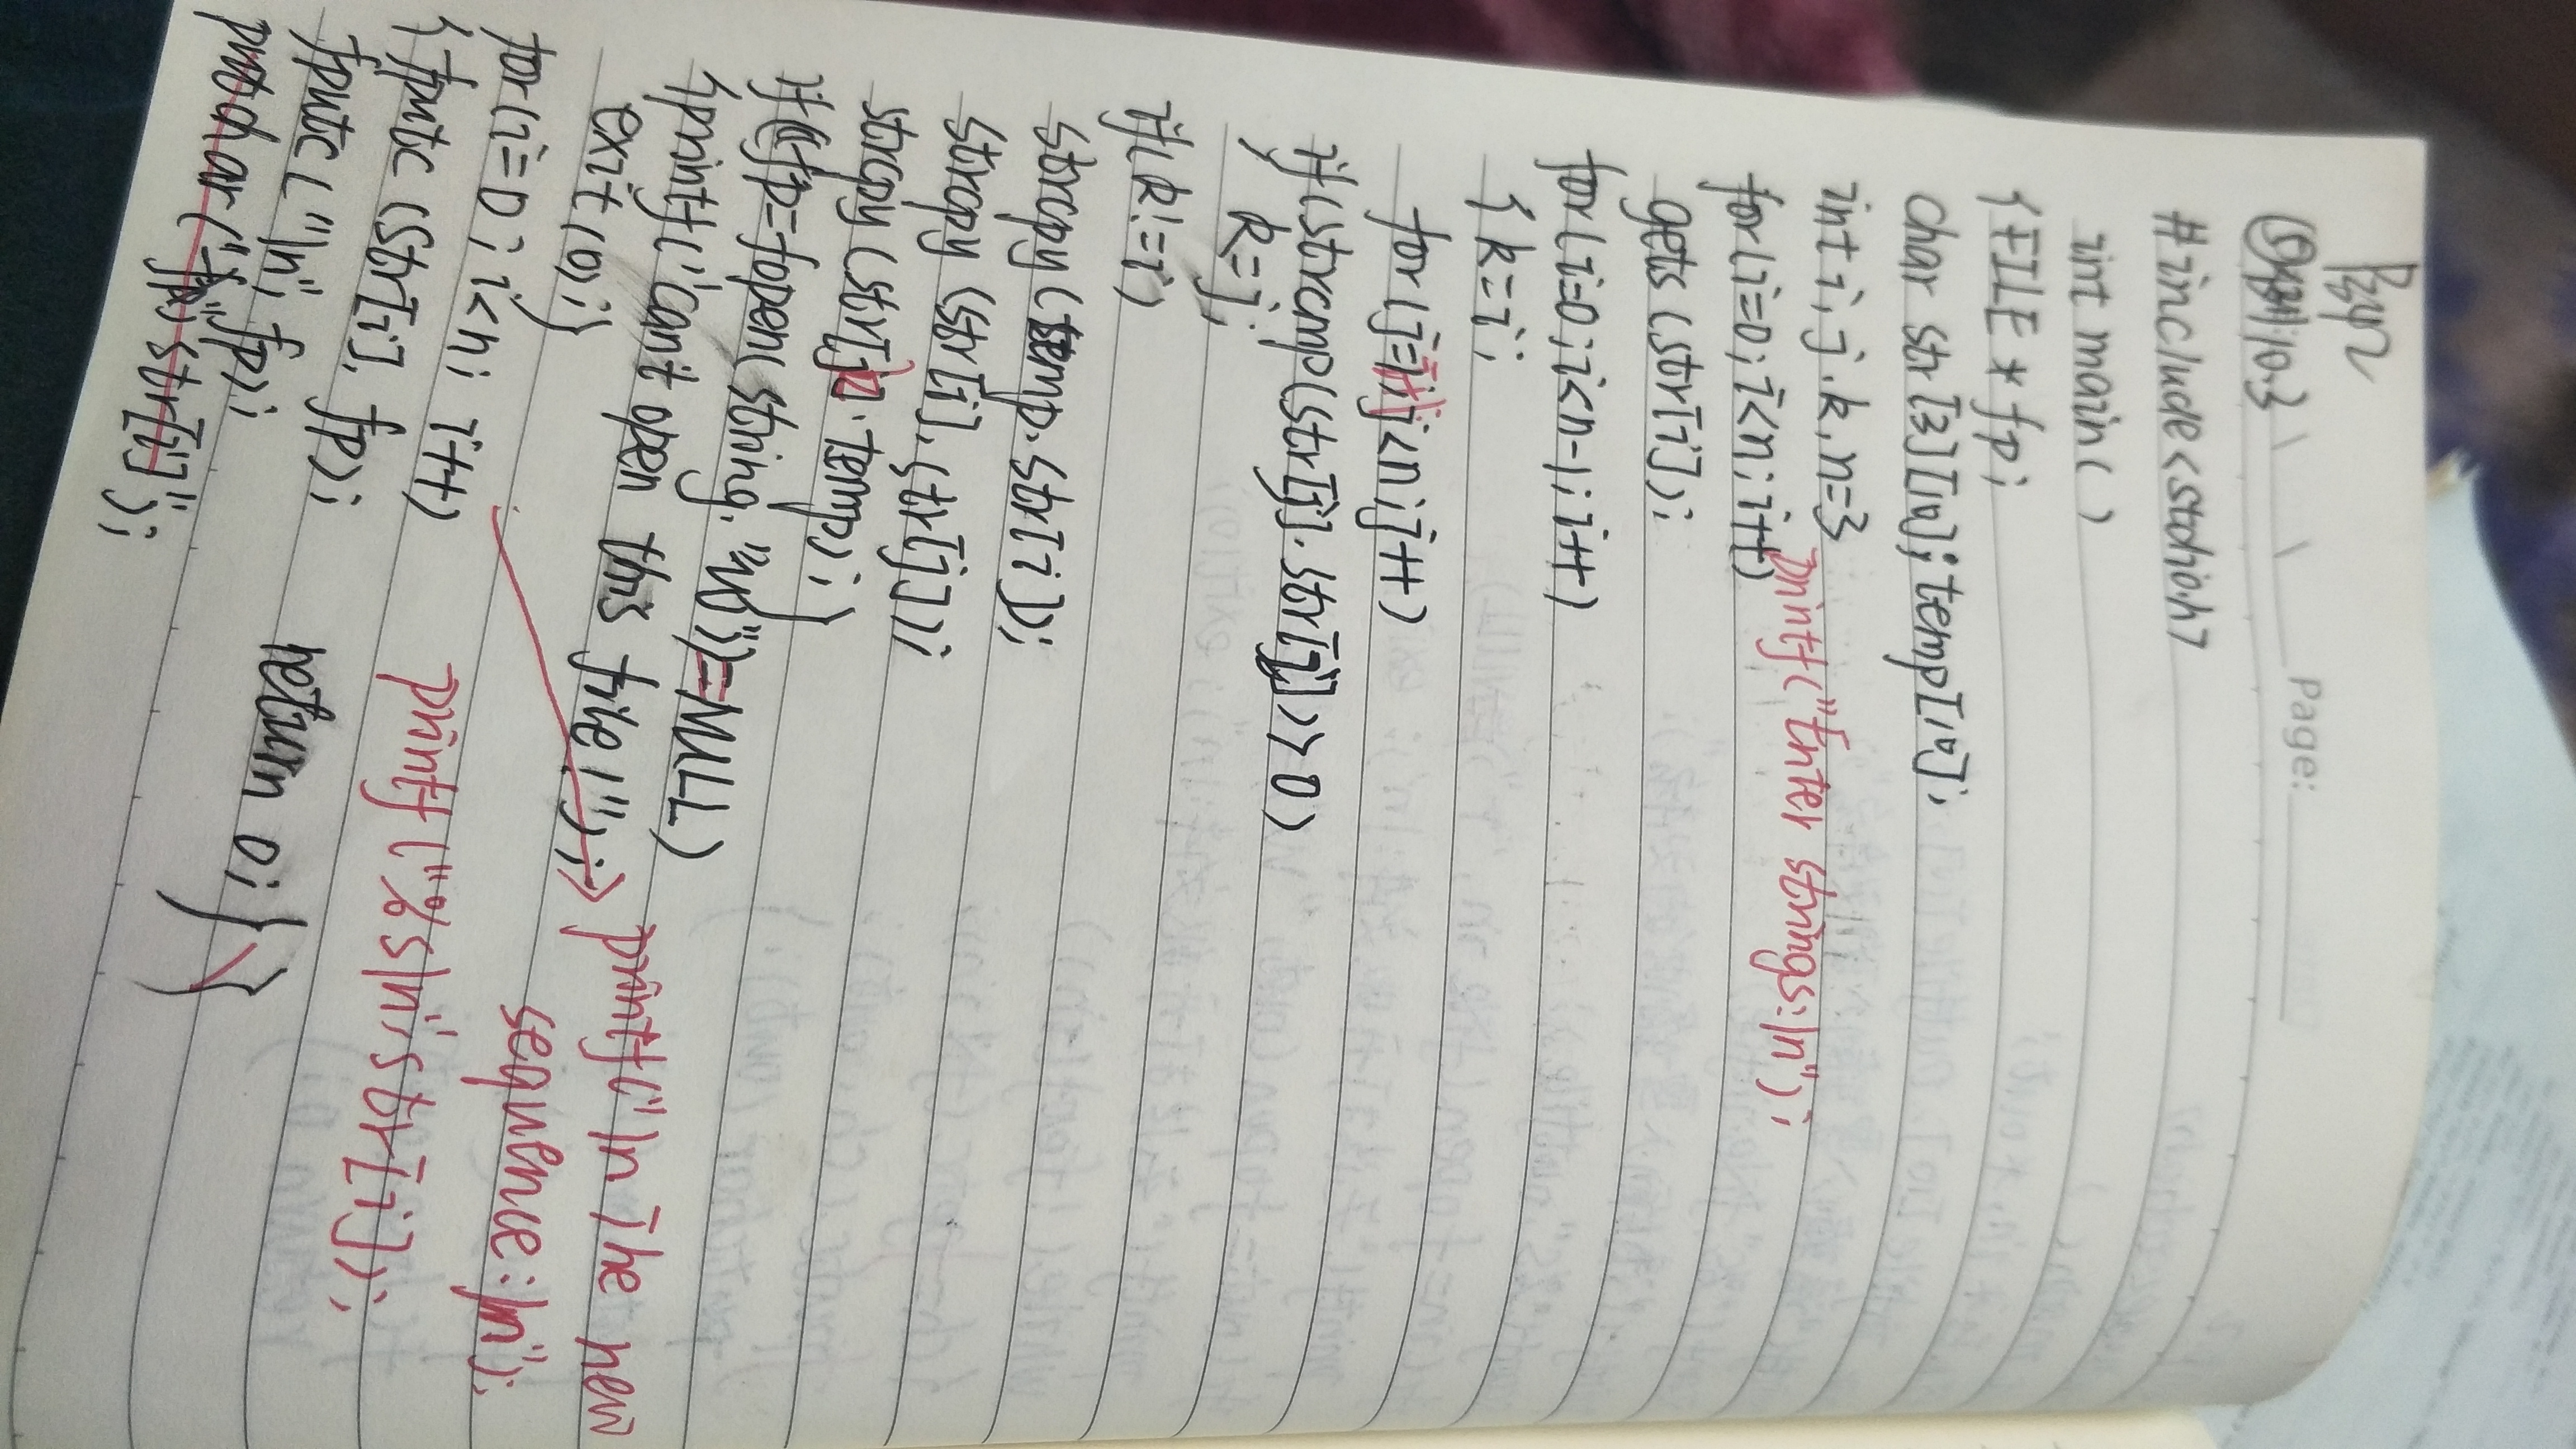 P342
⑤例10.3
Page:
#include<stdio.h>
int main( )
{FILE * fp;
char str[3][10];temp[10];
int i,j.k,n=3
printf("Enter strings:\n");
for(i=0;i<n;i++)
gets(str[i]);
for(i=0;i<n-1;i++)
{k=i;
for(j=i+1;j<n;j++)
if(strcmp(str[j].str[j])>0)
k=j;
if(k!=i)
strcpy(temp.str[i]);
strcpy(str[i],str[j]);
strcpy(str[k].temp);}
if((fp=fopen(string."w"))==NULL)
{printf("can't open this file!");
exit(0);}
printf("\n The new
sequence:\n");
for(i=0;i<n; i++)
{fputc(str[i],fp);
printf("%s\n",str[i]);
fputc("\n",fp);
putchar("fp",str[i]");
return 0;}}